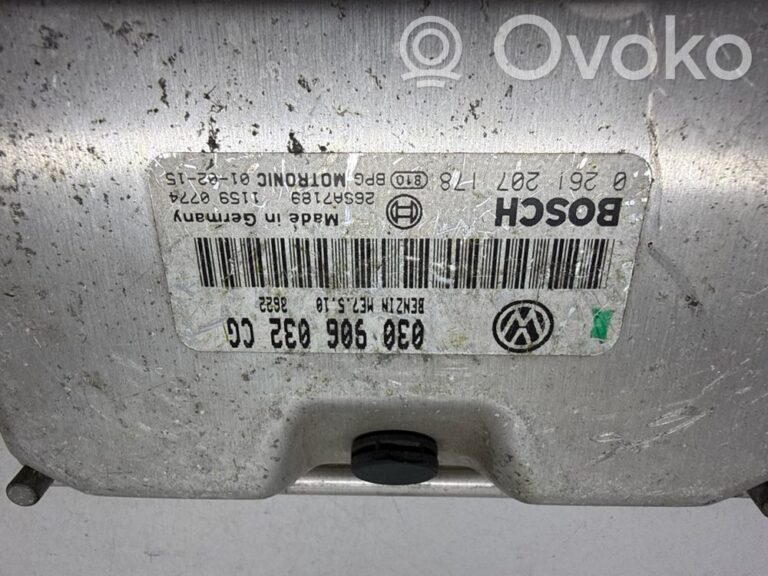 Ovoko
0 261 207 178 810 BPG MOTRONIC 01-02-15
BOSCH
26SA7189 1159 0774
Made in Germany
BENZIN ME7.5.10 8622
030 906 032 CG